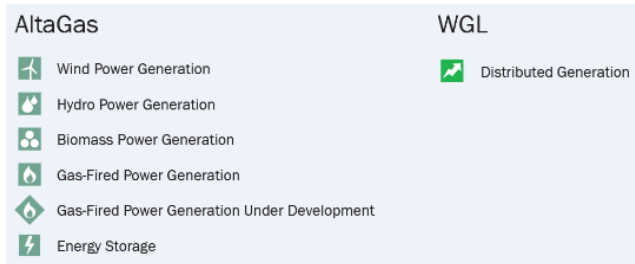 AltaGas
Wind Power Generation
Hydro Power Generation
Biomass Power Generation
Gas-Fired Power Generation
Gas-Fired Power Generation Under Development
Energy Storage
WGL
Distributed Generation